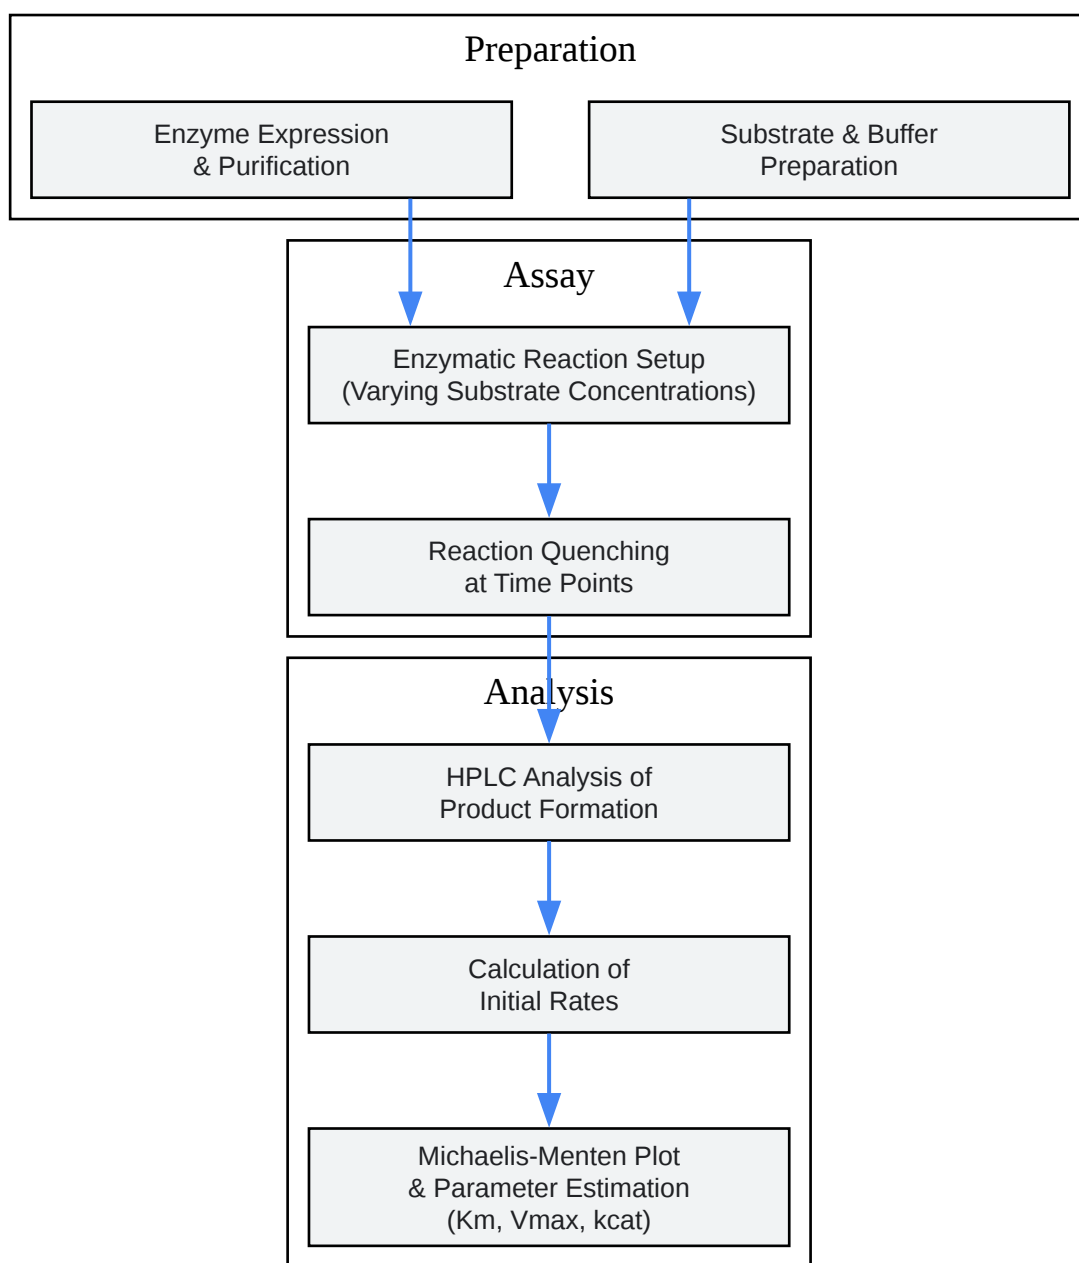 Preparation
Enzyme Expression
& Purification
Substrate & Buffer
Preparation
Assay
Enzymatic Reaction Setup
(Varying Substrate Concentrations)
Reaction Quenching
at Time Points
Analysis
HPLC Analysis of
Product Formation
Calculation of
Initial Rates
Michaelis-Menten Plot
& Parameter Estimation
(Km, Vmax, kcat)